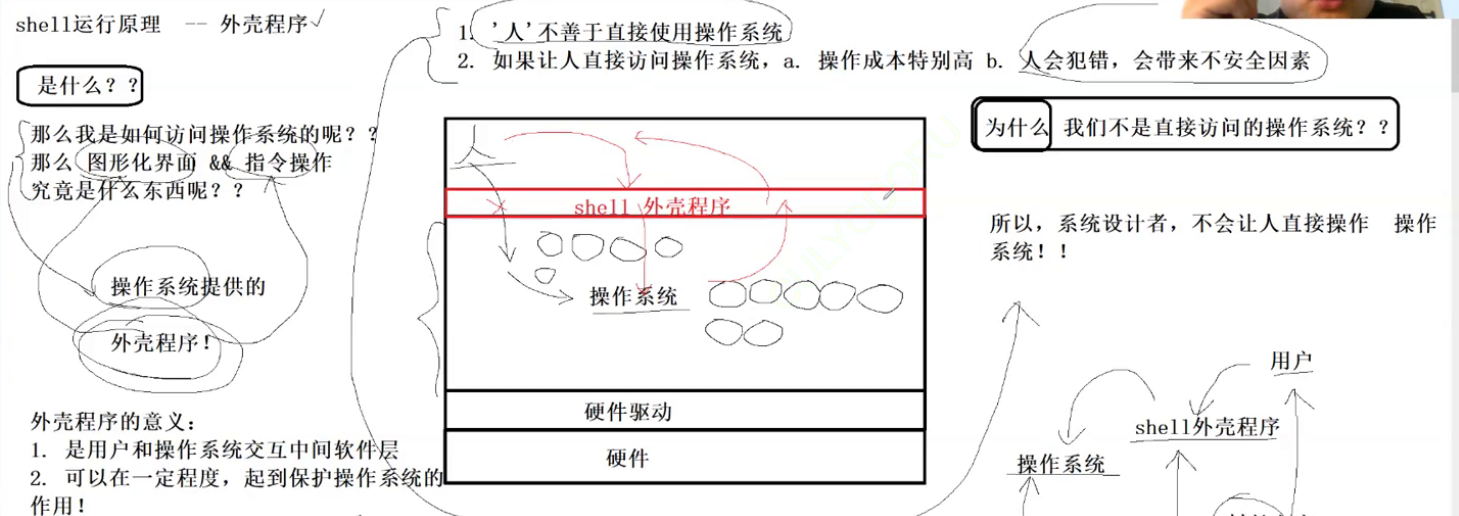 shell运行原理 -- 外壳程序
是什么？？
那么我是如何访问操作系统的呢？？
那么 图形化界面 && 指令操作
究竟是什么东西呢？？
操作系统提供的
外壳程序！
外壳程序的意义：
1. 是用户和操作系统交互中间软件层
2. 可以在一定程度，起到保护操作系统的
作用！
1. '人'不善于直接使用操作系统
2. 如果让人直接访问操作系统，a. 操作成本特别高 b. 人会犯错，会带来不安全因素
人
shell 外壳程序
操作系统
硬件驱动
硬件
为什么 我们不是直接访问的操作系统？？
所以，系统设计者，不会让人直接操作 操作
系统！！
用户
shell外壳程序
操作系统